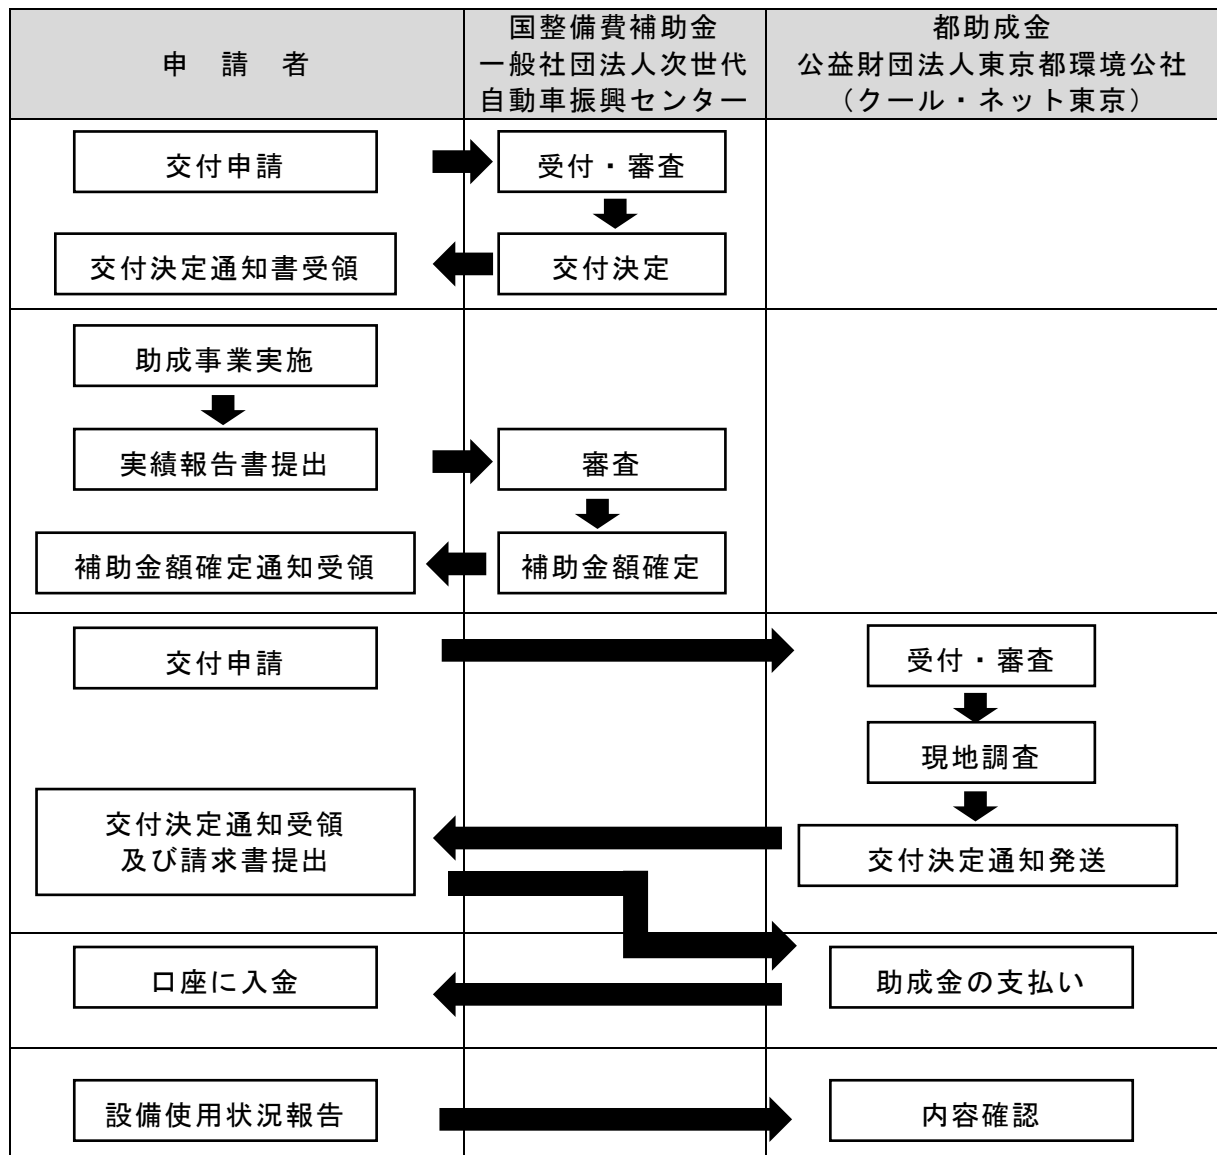 申　請　者
国整備費補助金
一般社団法人次世代
自動車振興センター
都助成金
公益財団法人東京都環境公社
（クール・ネット東京）
交付申請
受付・審査
交付決定通知書受領
交付決定
助成事業実施
実績報告書提出
審査
補助金額確定通知受領
補助金額確定
交付申請
受付・審査
現地調査
交付決定通知受領
及び請求書提出
交付決定通知発送
口座に入金
助成金の支払い
設備使用状況報告
内容確認